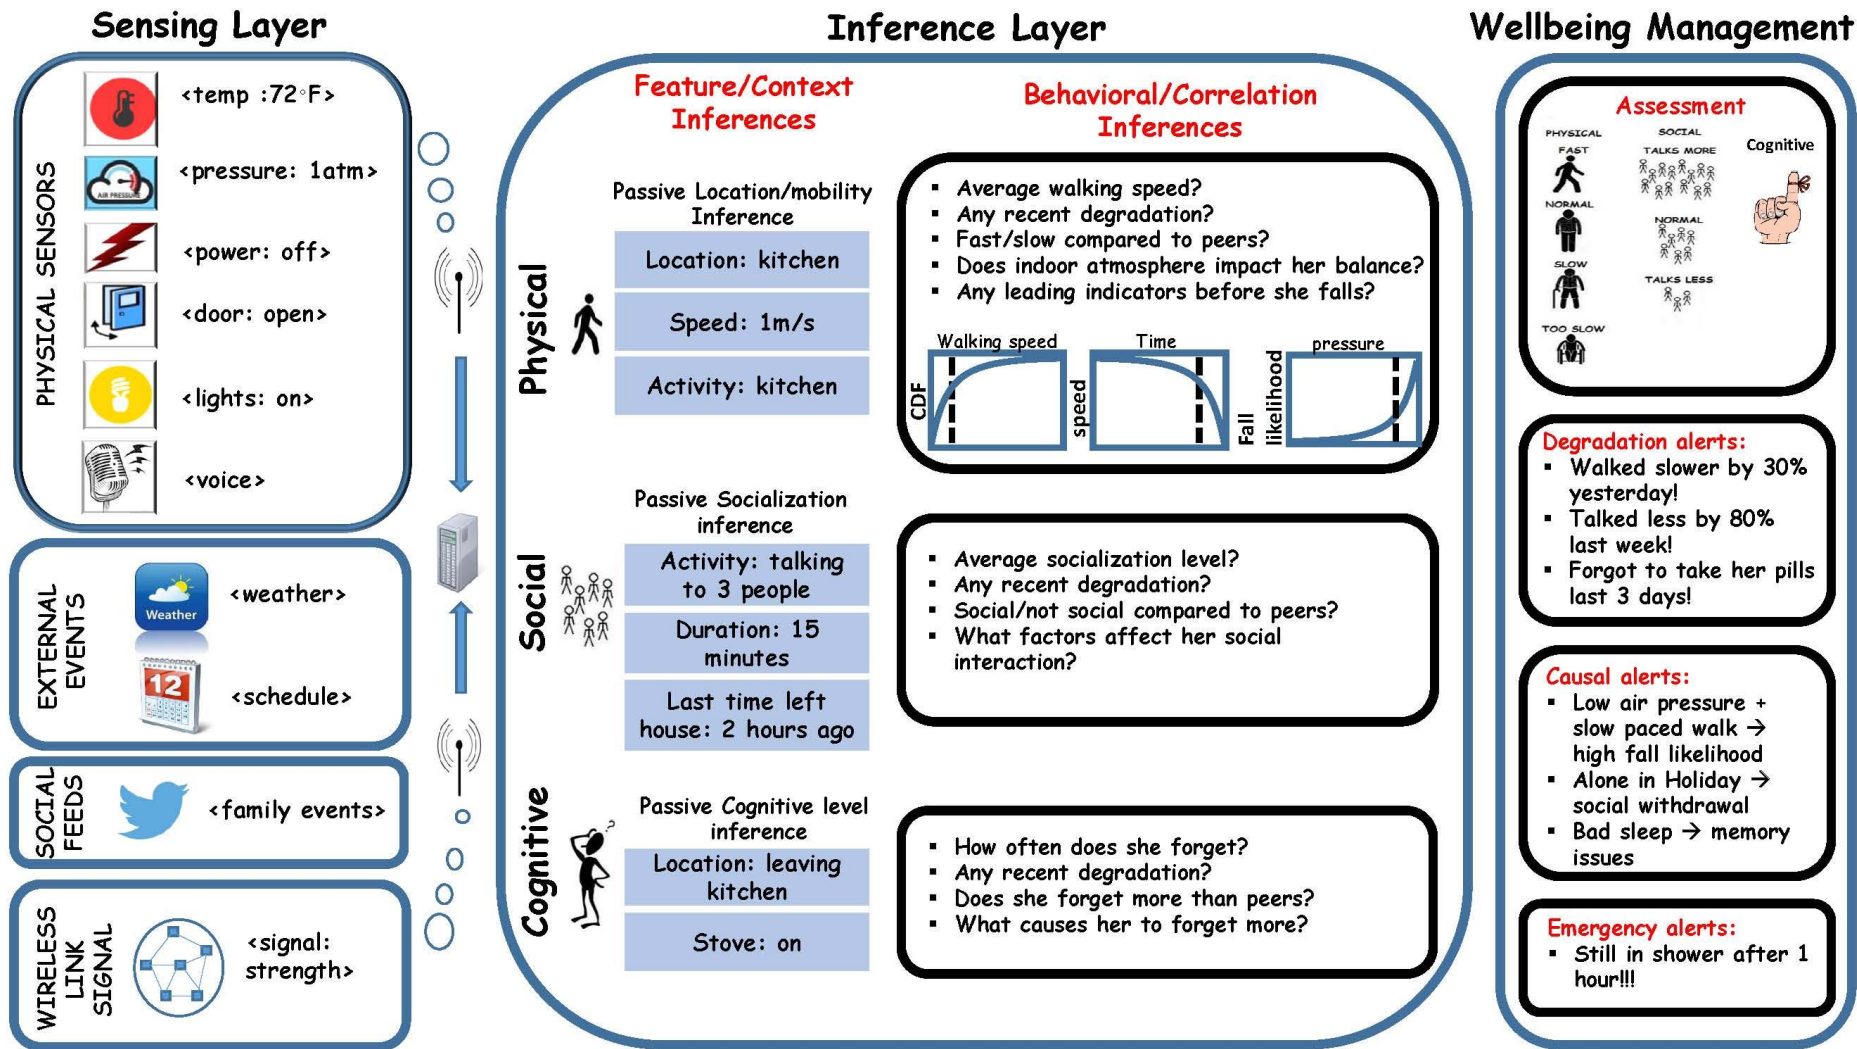 Sensing Layer
PHYSICAL SENSORS
<temp :72°F>
AIR PRESSURE
<pressure: 1atm>
<power: off>
<door: open>
<lights: on>
<voice>
EXTERNAL
EVENTS
Weather
<weather>
12
<schedule>
SOCIAL
FEEDS
<family events>
WIRELESS
LINK
SIGNAL
<signal:
strength>
Inference Layer
Feature/Context
Inferences
Behavioral/Correlation
Inferences
Physical
Passive Location/mobility
Inference
Location: kitchen
Speed: 1m/s
Activity: kitchen
▪ Average walking speed?
▪ Any recent degradation?
▪ Fast/slow compared to peers?
▪ Does indoor atmosphere impact her balance?
▪ Any leading indicators before she falls?
Walking speed
CDF
Time
speed
pressure
Fall
likelihood
Social
Passive Socialization
inference
Activity: talking
to 3 people
Duration: 15
minutes
Last time left
house: 2 hours ago
▪ Average socialization level?
▪ Any recent degradation?
▪ Social/not social compared to peers?
▪ What factors affect her social
interaction?
Cognitive
?
Passive Cognitive level
inference
Location: leaving
kitchen
Stove: on
▪ How often does she forget?
▪ Any recent degradation?
▪ Does she forget more than peers?
▪ What causes her to forget more?
Wellbeing Management
Assessment
PHYSICAL
FAST
NORMAL
SLOW
TOO SLOW
SOCIAL
TALKS MORE
NORMAL
TALKS LESS
Cognitive
Degradation alerts:
▪ Walked slower by 30%
yesterday!
▪ Talked less by 80%
last week!
▪ Forgot to take her pills
last 3 days!
Causal alerts:
▪ Low air pressure +
slow paced walk →
high fall likelihood
▪ Alone in Holiday →
social withdrawal
▪ Bad sleep → memory
issues
Emergency alerts:
▪ Still in shower after 1
hour!!!